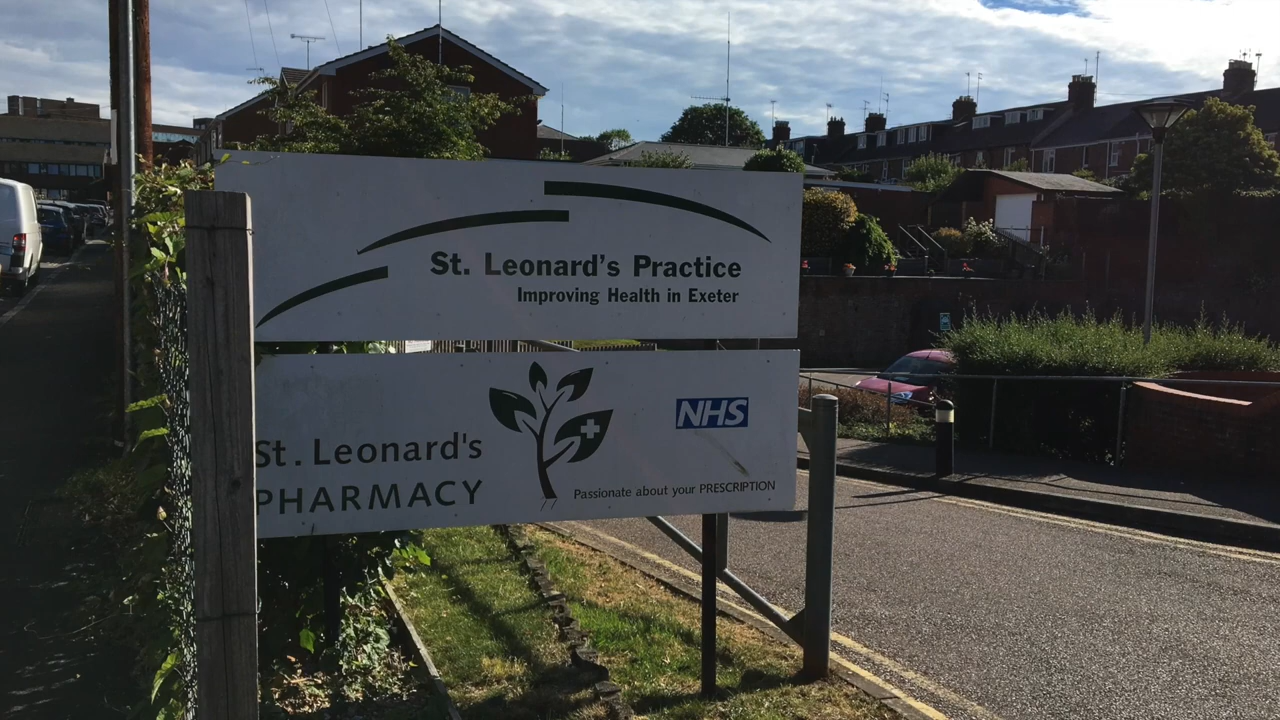 St. Leonard's Practice
Improving Health in Exeter
St. Leonard's
PHARMACY
NHS
Passionate about your PRESCRIPTION